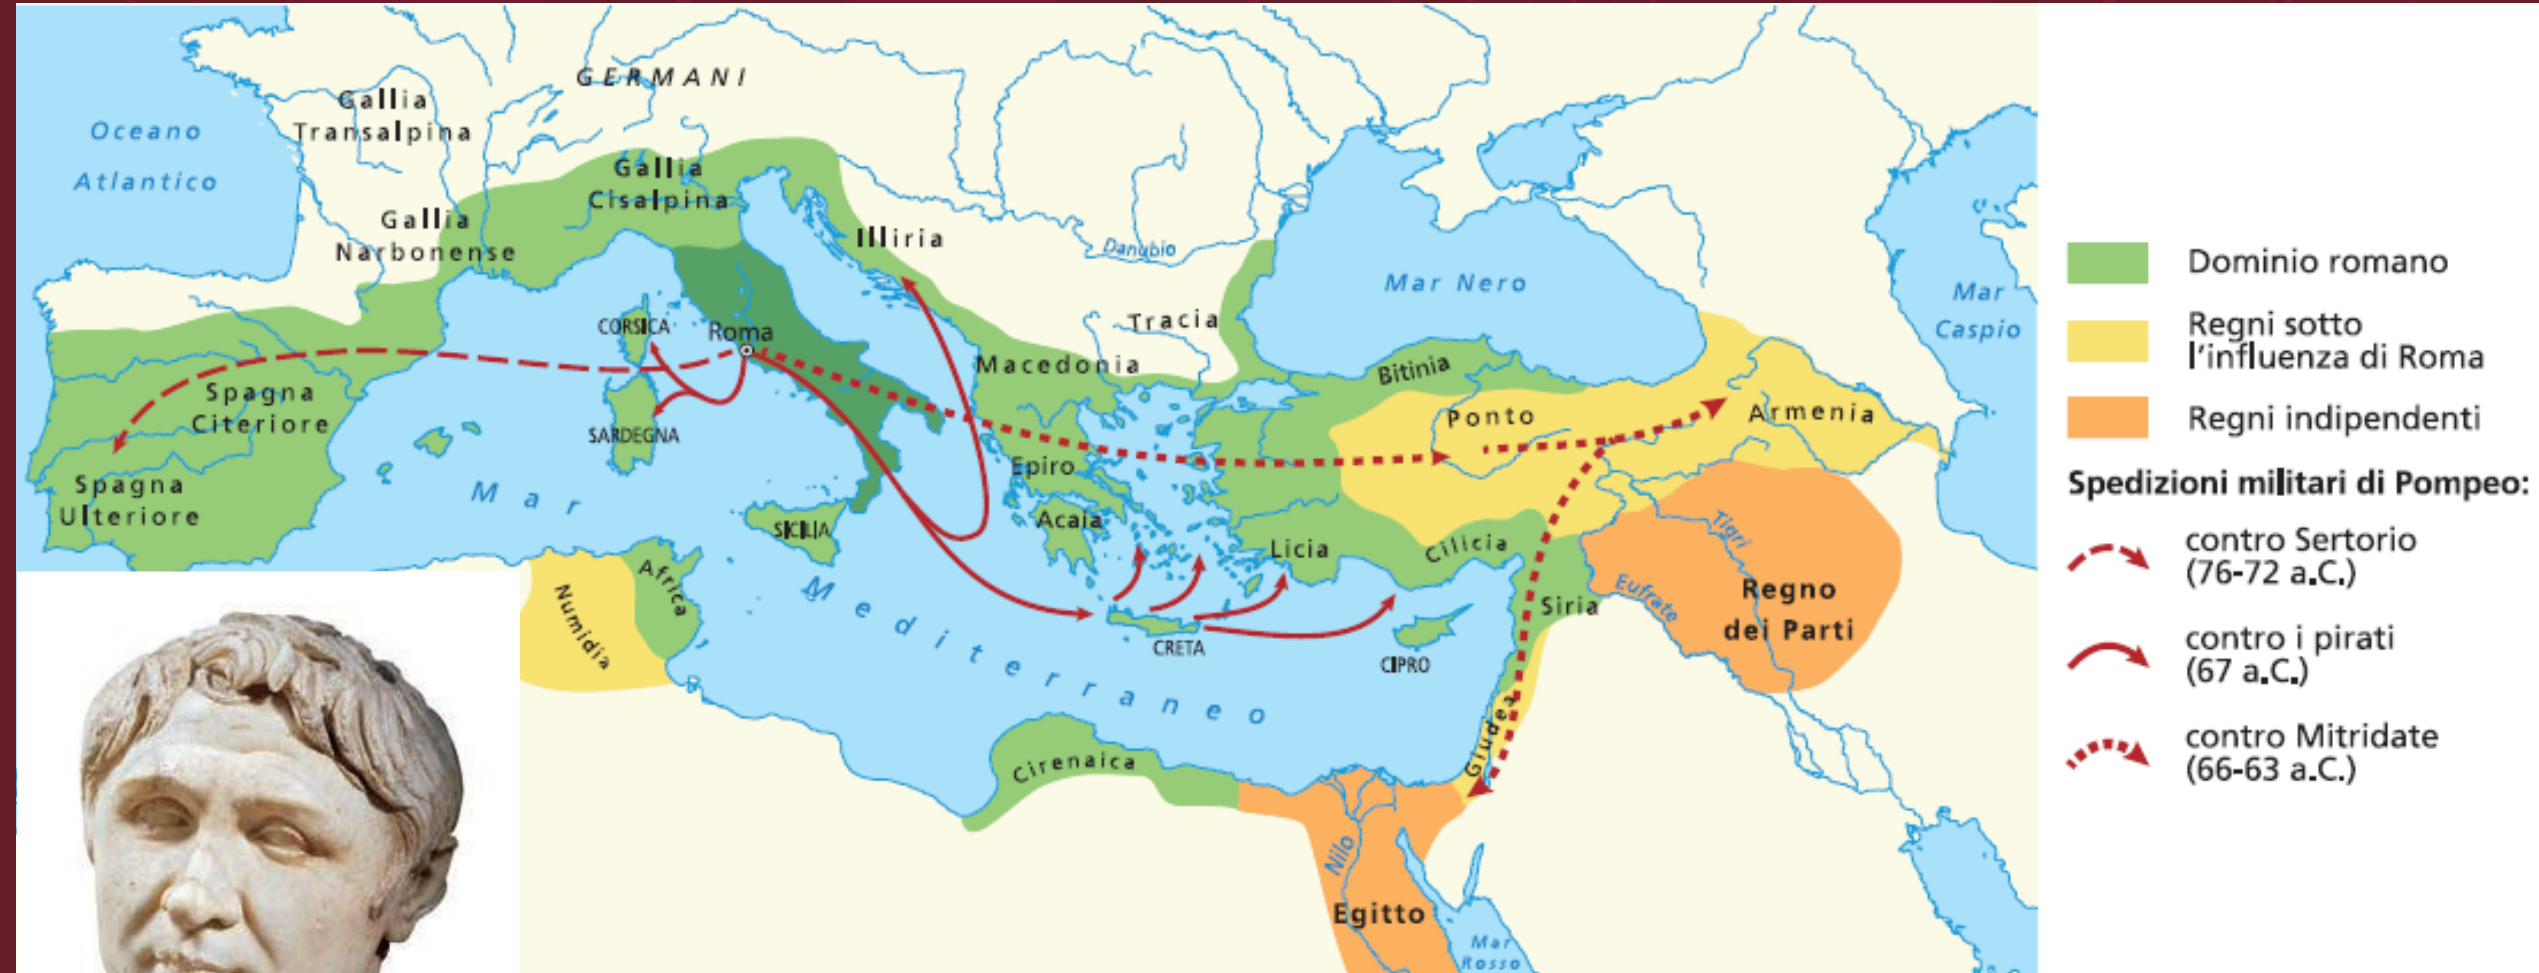 GERMANI
Gallia
Transalpina
Oceano
Atlantico
Gallia
Cisalpina
Gallia
Narbonense
Illiria
Danubio
Mar Nero
Mar
Caspio
CORSICA
Roma
Tracia
Macedonia
Bitinia
Spagna
Citeriore
SARDEGNA
Ponto
Armenia
Epiro
Spagna
Ulteriore
Mar
Mediterraneo
SICILIA
Acaia
Licia
Cilicia
Tigri
Numidia
Africa
Siria
Eufrate
Regno
dei Parti
CRETA
CIPRO
Giudea
Cirenaica
Nilo
Egitto
Mar
Rosso
Dominio romano
Regni sotto
l'influenza di Roma
Regni indipendenti
Spedizioni militari di Pompeo:
contro Sertorio
(76-72 a.C.)
contro i pirati
(67 a.C.)
contro Mitridate
(66-63 a.C.)